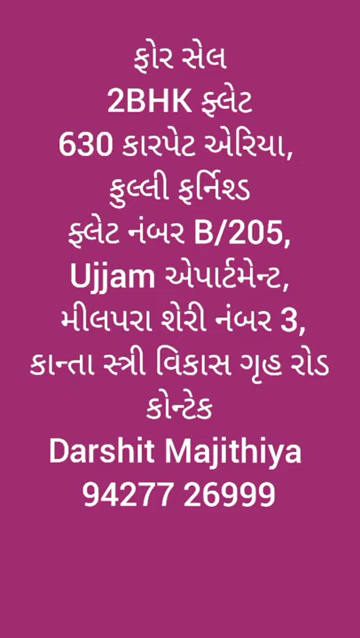 ફોર સેલ
2BHK ફ્લેટ
630 કારપેટ એરિયા,
ફુલ્લી ફર્નિશ્ડ
ફ્લેટ નંબર B/205,
Ujjam એપાર્ટમેન્ટ,
મીલપરા શેરી નંબર 3,
કાન્તા સ્ત્રી વિકાસ ગૃહ રોડ
કોન્ટેક
Darshit Majithiya
94277 26999